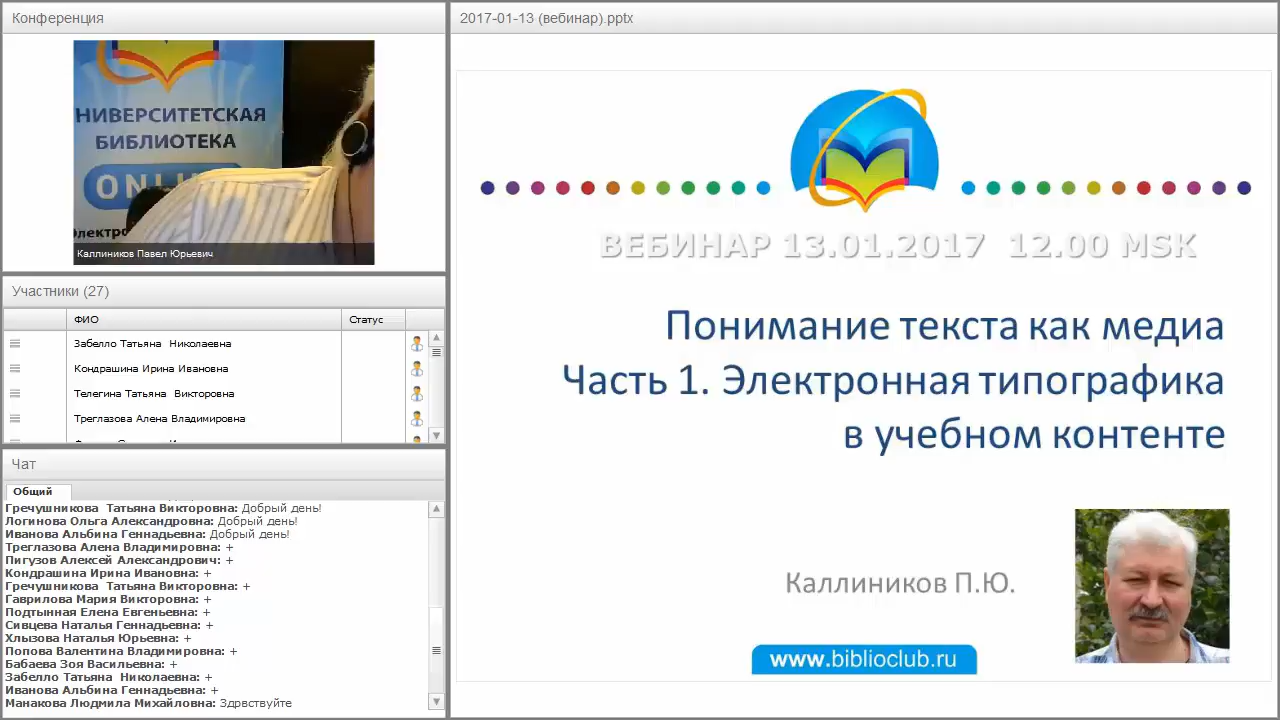 Конференция
НИВЕРСИТЕТСКАЯ
БИБЛИОТЕКА
Каллиников Павел Юрьевич
Участники (27)
ФИО
Статус
Забелло Татьяна  Николаевна
Кондрашина Ирина Ивановна
Телегина Татьяна  Викторовна
Треглазова Алена Владимировна
Чат
Общий
Гречушникова  Татьяна Викторовна: Добрый день!
Логинова Ольга Александровна: Добрый день!
Иванова Альбина Геннадьевна: Добрый день!
Треглазова Алена Владимировна: +
Пигузов Алексей Александрович: +
Кондрашина Ирина Ивановна: +
Гречушникова  Татьяна Викторовна: +
Гаврилова Мария Викторовна: +
Подтынная Елена Евгеньевна: +
Сивцева Наталья Геннадьевна: +
Хлызова Наталья Юрьевна: +
Попова Валентина Владимировна: +
Бабаева Зоя Васильевна: +
Забелло Татьяна  Николаевна: +
Иванова Альбина Геннадьевна: +
Манакова Людмила Михайловна: Здрвствуйте
2017-01-13 (вебинар).pptx
ВЕБИНАР 13.01.2017  12.00 MSK
Понимание текста как медиа
Часть 1. Электронная типографика
в учебном контенте
Каллиников П.Ю.
www.biblioclub.ru